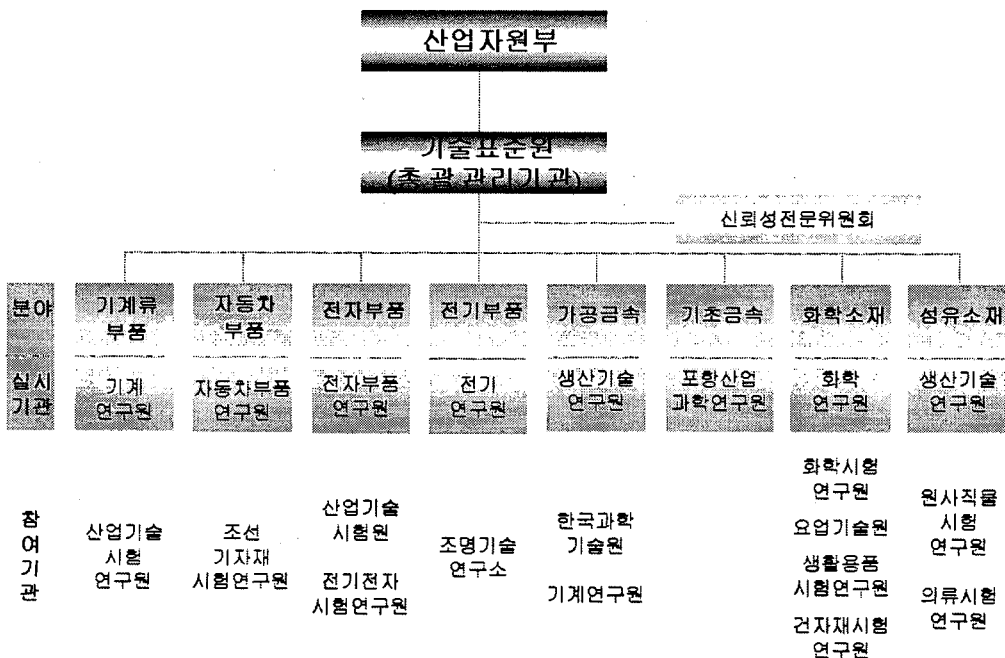 산업자원부
기술표준원
(총괄관리기관)
신뢰성전문위원회
분야
기계류
부품
자동차
부품
전자부품
전기부품
가공금속
기초금속
화학소재
섬유소재
실시
기관
기계
연구원
자동차부품
연구원
전자부품
연구원
전기
연구원
생산기술
연구원
포항산업
과학연구원
화학
연구원
생산기술
연구원
참
여
기
관
산업기술
시험
연구원
조선
기자재
시험연구원
산업기술
시험원
전기전자
시험연구원
조명기술
연구소
한국과학
기술원
기계연구원
화학시험
연구원
요업기술원
생활용품
시험연구원
건자재시험
연구원
원사직물
시험
연구원
의류시험
연구원